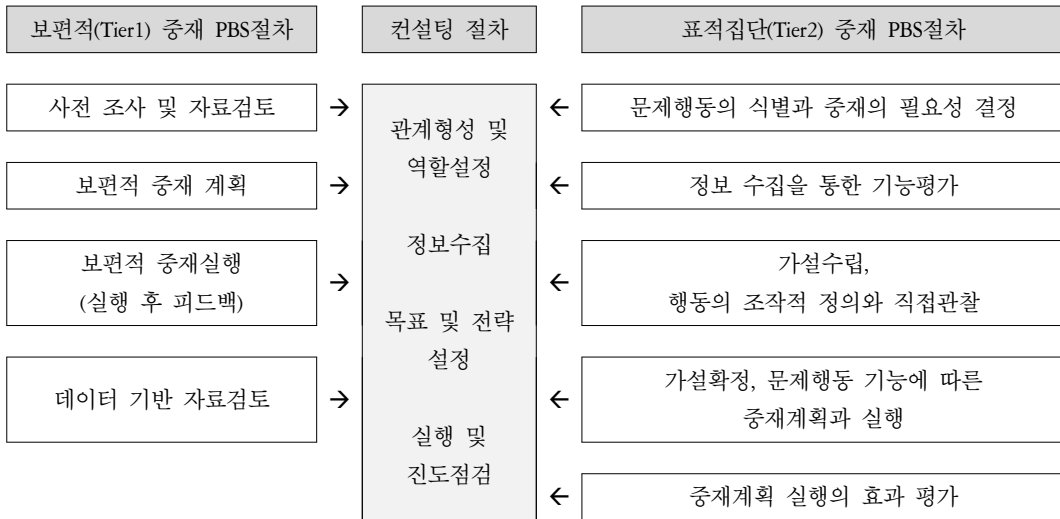 보편적(Tier1) 중재 PBS절차
컨설팅 절차
표적집단(Tier2) 중재 PBS절차
사전 조사 및 자료검토
→
관계형성 및
역할설정
←
문제행동의 식별과 중재의 필요성 결정
보편적 중재 계획
→
←
정보 수집을 통한 기능평가
보편적 중재실행
(실행 후 피드백)
→
정보수집
←
가설수립,
행동의 조작적 정의와 직접관찰
목표 및 전략
설정
데이터 기반 자료검토
→
←
가설확정, 문제행동 기능에 따른
중재계획과 실행
실행 및
진도점검
←
중재계획 실행의 효과 평가